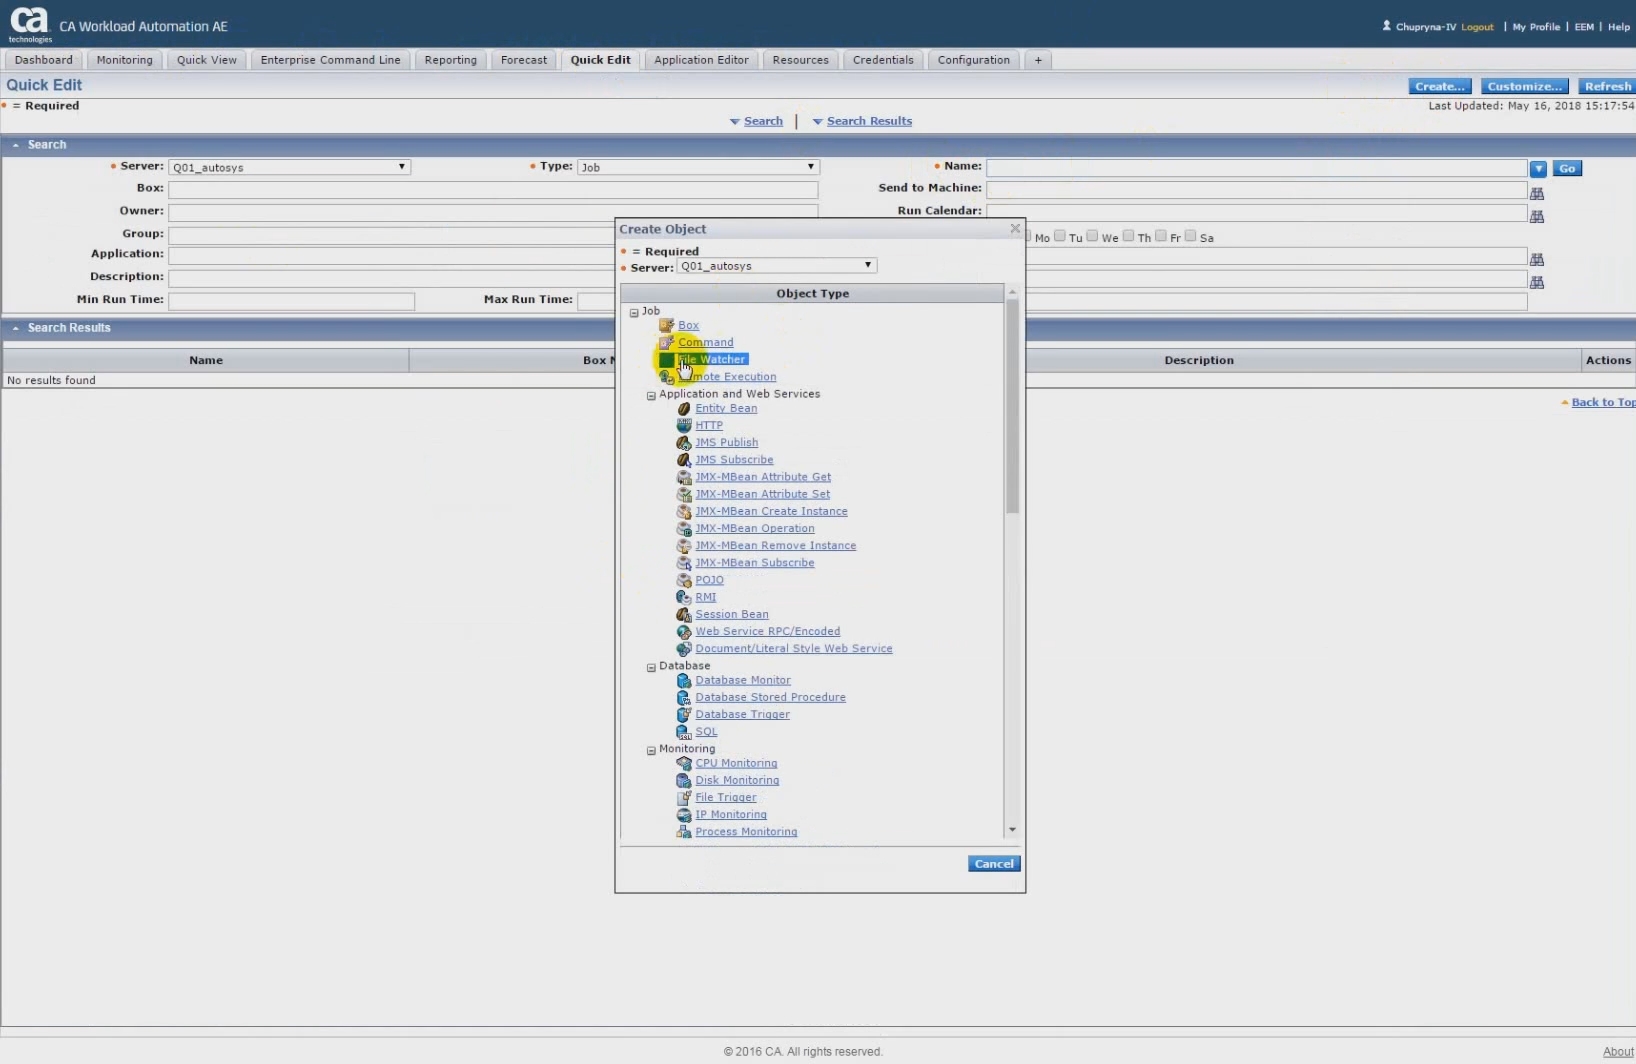 ca
technologies
CA Workload Automation AE
Chupryna-IV Logout | My Profile | EEM | Help
Dashboard Monitoring Quick View Enterprise Command Line Reporting Forecast Quick Edit Application Editor Resources Credentials Configuration +
Quick Edit
Create... Customize... Refresh
• = Required
Last Updated: May 16, 2018 15:17:54
Search | Search Results
Search
• Server: Q01_autosys • Type: Job • Name: Go
Box: Send to Machine:
Owner: Run Calendar:
Group: Mo Tu We Th Fr Sa
Application:
Description:
Min Run Time: Max Run Time:
Search Results
Name Box Description Actions
No results found
Back to Top
Create Object
• = Required
• Server: Q01_autosys
Object Type
Job
Box
Command
File Watcher
Remote Execution
Application and Web Services
Entity Bean
HTTP
JMS Publish
JMS Subscribe
JMX-MBean Attribute Get
JMX-MBean Attribute Set
JMX-MBean Create Instance
JMX-MBean Operation
JMX-MBean Remove Instance
JMX-MBean Subscribe
POJO
RMI
Session Bean
Web Service RPC/Encoded
Document/Literal Style Web Service
Database
Database Monitor
Database Stored Procedure
Database Trigger
SQL
Monitoring
CPU Monitoring
Disk Monitoring
File Trigger
IP Monitoring
Process Monitoring
Cancel
© 2016 CA. All rights reserved.
About